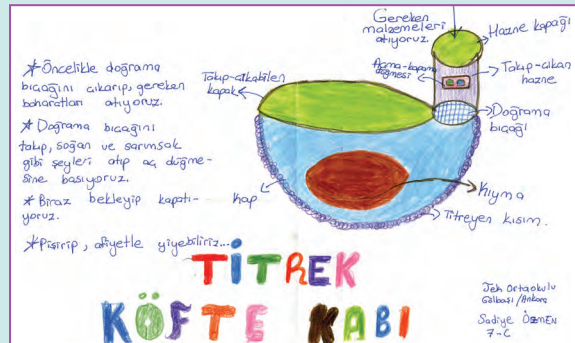 Gereken
malzemeleri
atıyoruz.
Hazne kapağı
Açma-kapama
düğmesi
Takıp-çıkan
hazne
Takıp-çıkabilen
kapak
Doğrama
bıçağı
Kıyma
Titreyen kısım.
Kap
* Öncelikle doğrama
bıçağını çıkarıp, gereken
baharatları atıyoruz.
* Doğrama bıçağını
takıp, soğan ve sarımsak
gibi şeyleri atıp aç düğme-
sine basıyoruz.
* Biraz bekleyip kapatı-
yoruz.
* Pişirip, afiyetle yiyebiliriz...
TİTREK
KÖFTE KABI
Jeh Ortaokulu
Gölbaşı/Ankara
Sadiye ÖZMEN
7-C